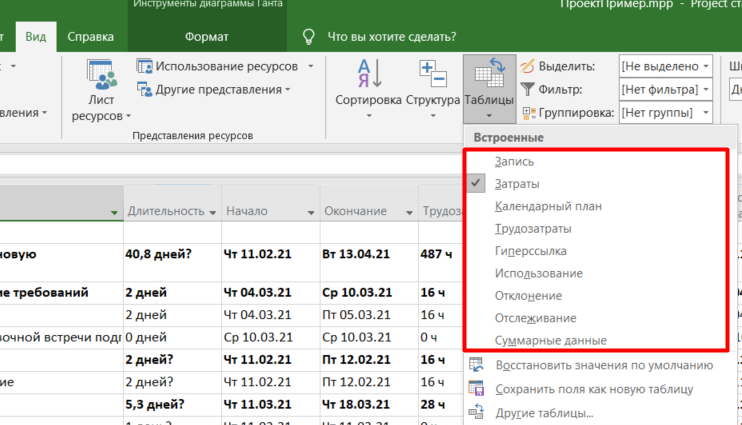 Инструменты диаграммы Ганта
ПроектПример.mpp - Project
Вид
Справка
Формат
Что вы хотите сделать?
Лист
ресурсов
Использование ресурсов
Другие представления
Представления ресурсов
Сортировка
Структура
Таблицы
Выделить:
[Не выделено
Фильтр:
[Нет фильтра]
Группировка:
[Нет группы]
Встроенные
Запись
Затраты
Календарный план
Трудозатраты
Гиперссылка
Использование
Отклонение
Отслеживание
Суммарные данные
Восстановить значения по умолчанию
Сохранить поля как новую таблицу
Другие таблицы...
Длительность Начало Окончание
40,8 дней? Чт 11.02.21 Вт 13.04.21 487 ч
требований 2 дней Чт 04.03.21 Ср 10.03.21 16 ч
2 дней Чт 04.03.21 Пт 05.03.21 16 ч
встречи 0 дней Ср 10.03.21 Ср 10.03.21 0 ч
2 дней? Чт 11.02.21 Пт 12.02.21 16 ч
2 дней? Чт 11.02.21 Пт 12.02.21 16 ч
5,3 дней? Чт 11.03.21 Чт 18.03.21 28 ч